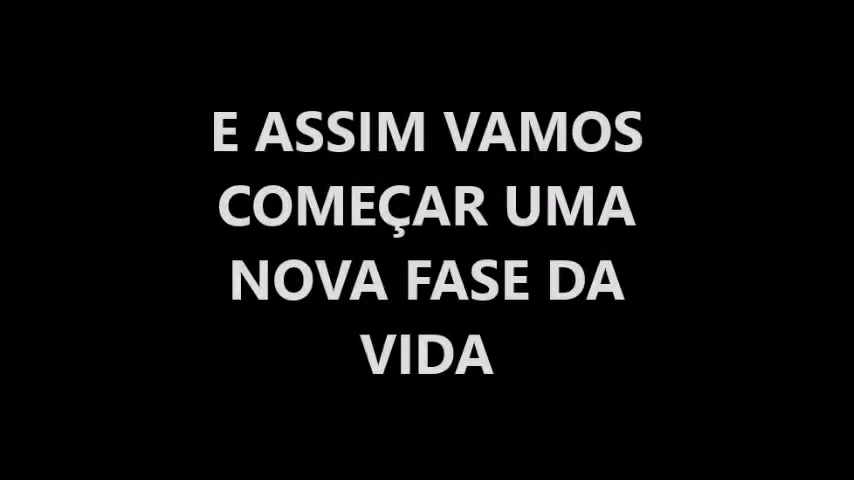 E ASSIM VAMOS
COMEÇAR UMA
NOVA FASE DA
VIDA